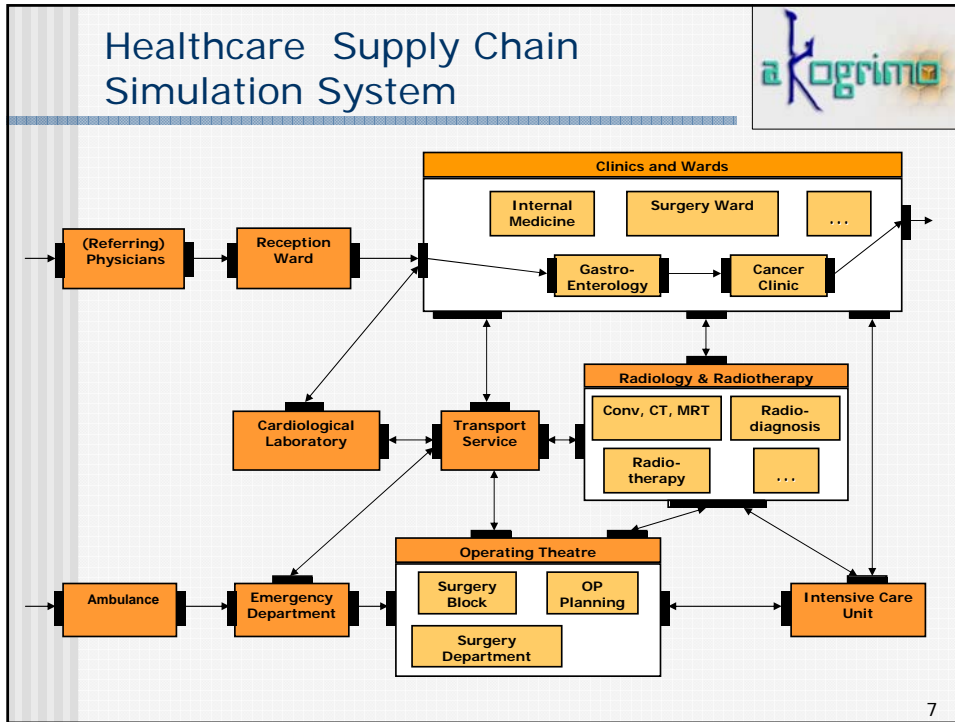 Healthcare Supply Chain
Simulation System
akogrimo
Clinics and Wards
Internal
Medicine
Surgery Ward
...
(Referring)
Physicians
Reception
Ward
Gastro-
Enterology
Cancer
Clinic
Radiology & Radiotherapy
Conv, CT, MRT
Radio-
diagnosis
Cardiological
Laboratory
Transport
Service
Radio-
therapy
...
Operating Theatre
Surgery
Block
OP
Planning
Ambulance
Emergency
Department
Intensive Care
Unit
Surgery
Department
7